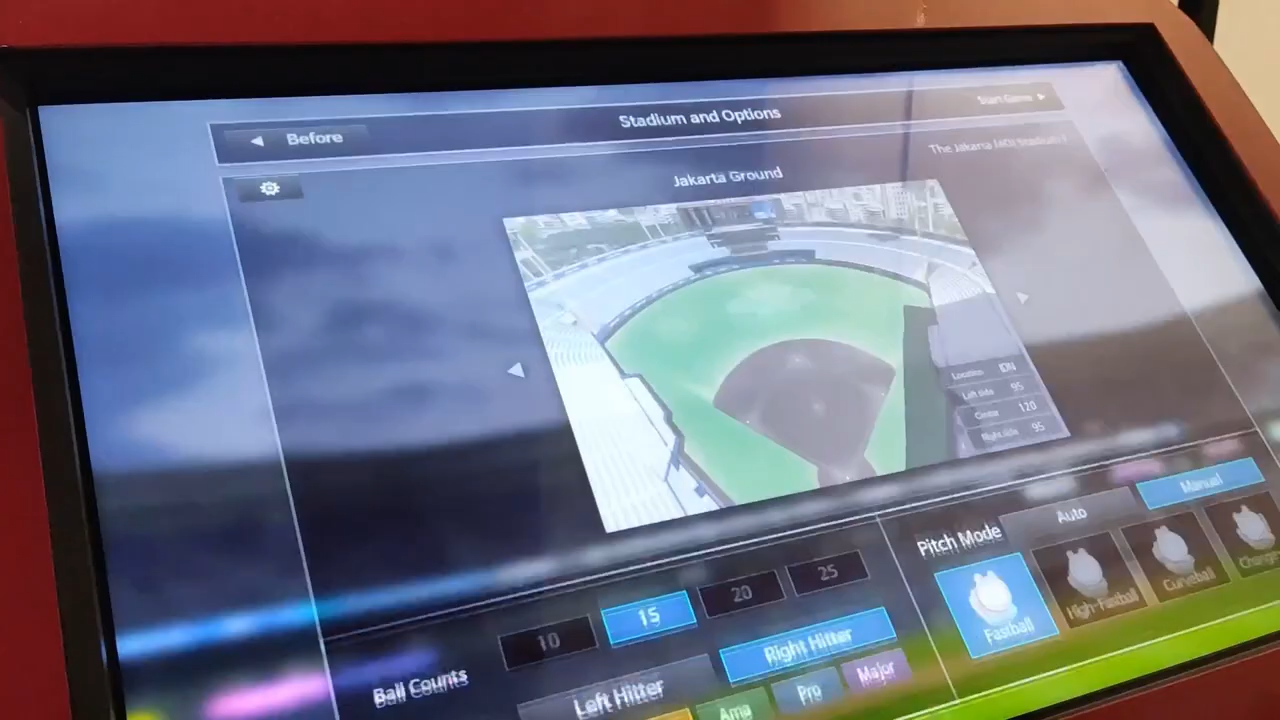 Before
Stadium and Options
Start Game
The Jakarta
Jakarta Ground
Location IDN
Left side 95
Center 120
Right side 95
Pitch Mode
Auto
Manual
Fastball
High-Fastball
Curveball
Ball Counts
10
15
20
25
Left Hitter
Right Hitter
Ama
Pro
Major